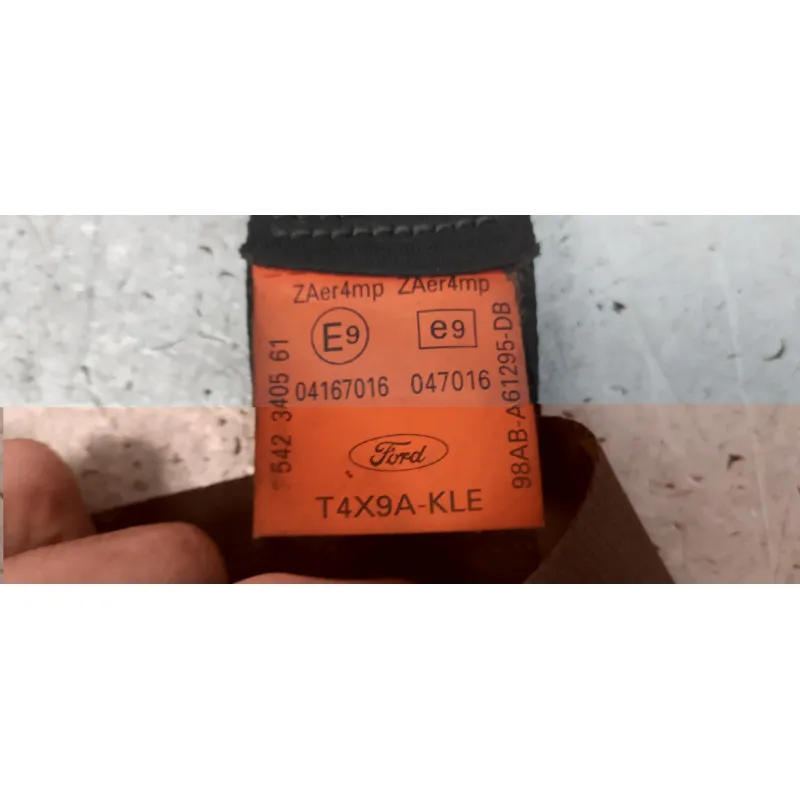 ZAer4mp ZAer4mp
E9 e9
04167016 047016
Ford
T4X9A-KLE
542 3405 61
98AB-A61295-DB